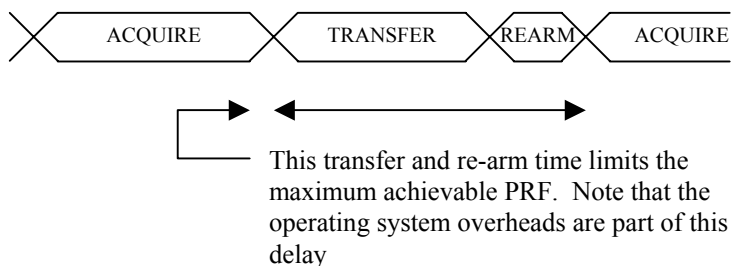 ACQUIRE TRANSFER REARM ACQUIRE
This transfer and re-arm time limits the
maximum achievable PRF. Note that the
operating system overheads are part of this
delay